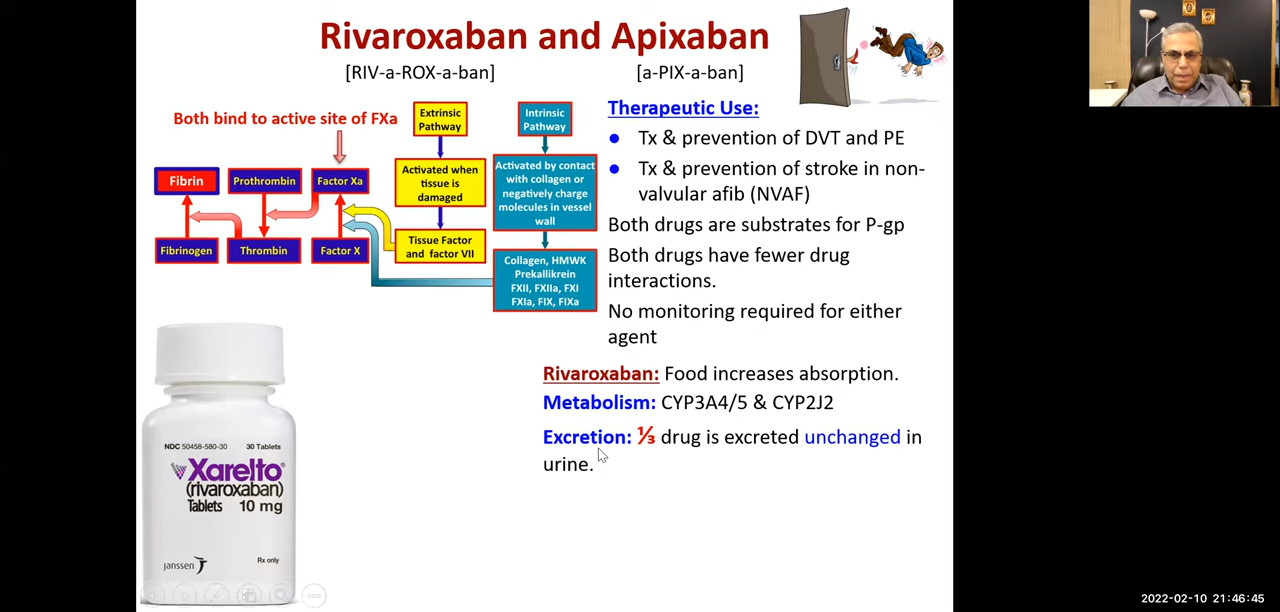 Rivaroxaban and Apixaban
[RIV-a-ROX-a-ban]
[a-PIX-a-ban]
Both bind to active site of FXa
Extrinsic
Pathway
Intrinsic
Pathway
Activated when
tissue is
damaged
Activated by contact
with collagen or
negatively charge
molecules in vessel
wall
Fibrin
Prothrombin
Factor Xa
Fibrinogen
Thrombin
Factor X
Tissue Factor
and factor VII
Collagen, HMWK
Prekallikrein
FXII, FXIIa, FXI
FXIa, FIX, FIXa
Therapeutic Use:
● Tx & prevention of DVT and PE
● Tx & prevention of stroke in non-
valvular afib (NVAF)
Both drugs are substrates for P-gp
Both drugs have fewer drug
interactions.
No monitoring required for either
agent
Rivaroxaban: Food increases absorption.
Metabolism: CYP3A4/5 & CYP2J2
Excretion: ⅓ drug is excreted unchanged in
urine.
NDC 50458-580-30 30 Tablets
Xarelto®
(rivaroxaban)
Tablets 10 mg
janssen
Rx only
2022-02-10 21:46:45